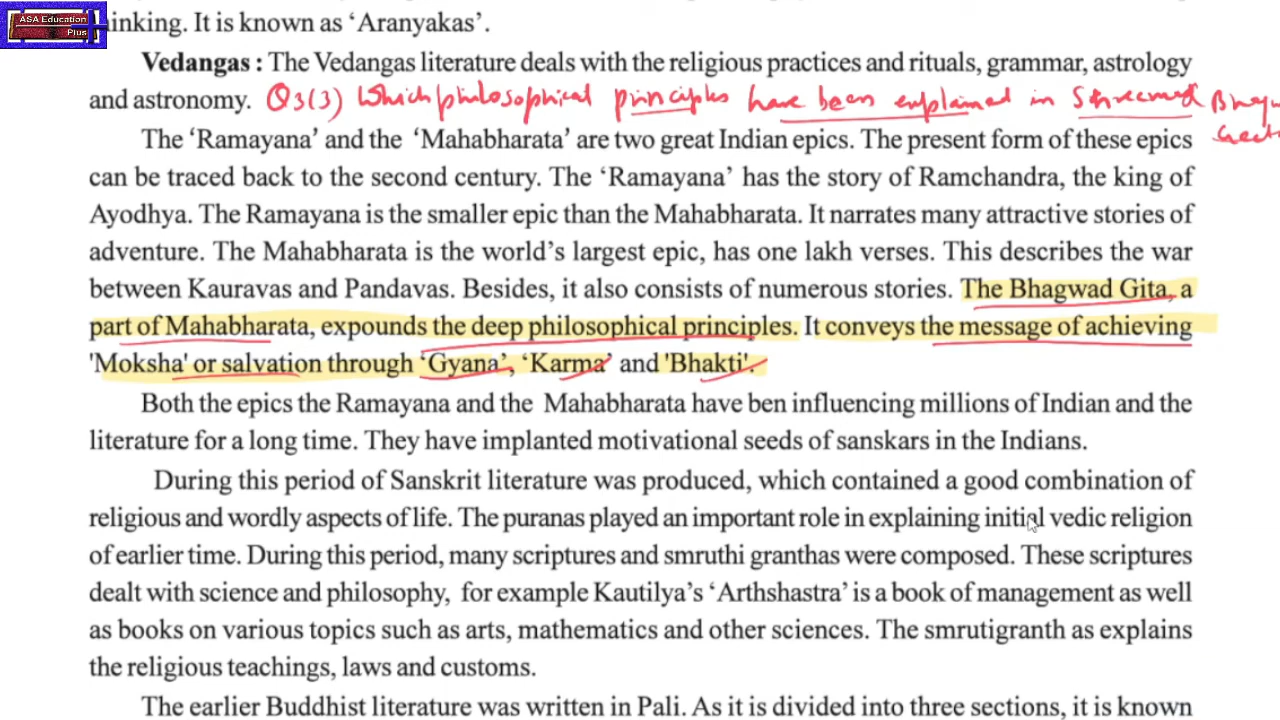 ASA Education
Plus
thinking. It is known as ‘Aranyakas’.
Vedangas : The Vedangas literature deals with the religious practices and rituals, grammar, astrology
and astronomy. Q3(3) Which philosophical principles have been explained in
The ‘Ramayana’ and the ‘Mahabharata’ are two great Indian epics. The present form of these epics
can be traced back to the second century. The ‘Ramayana’ has the story of Ramchandra, the king of
Ayodhya. The Ramayana is the smaller epic than the Mahabharata. It narrates many attractive stories of
adventure. The Mahabharata is the world’s largest epic, has one lakh verses. This describes the war
between Kauravas and Pandavas. Besides, it also consists of numerous stories. The Bhagwad Gita, a
part of Mahabharata, expounds the deep philosophical principles. It conveys the message of achieving
'Moksha' or salvation through ‘Gyana’, ‘Karma’ and 'Bhakti'.
Both the epics the Ramayana and the Mahabharata have ben influencing millions of Indian and the
literature for a long time. They have implanted motivational seeds of sanskars in the Indians.
During this period of Sanskrit literature was produced, which contained a good combination of
religious and wordly aspects of life. The puranas played an important role in explaining initial vedic religion
of earlier time. During this period, many scriptures and smruthi granthas were composed. These scriptures
dealt with science and philosophy, for example Kautilya’s ‘Arthshastra’ is a book of management as well
as books on various topics such as arts, mathematics and other sciences. The smrutigranth as explains
the religious teachings, laws and customs.
The earlier Buddhist literature was written in Pali. As it is divided into three sections, it is known